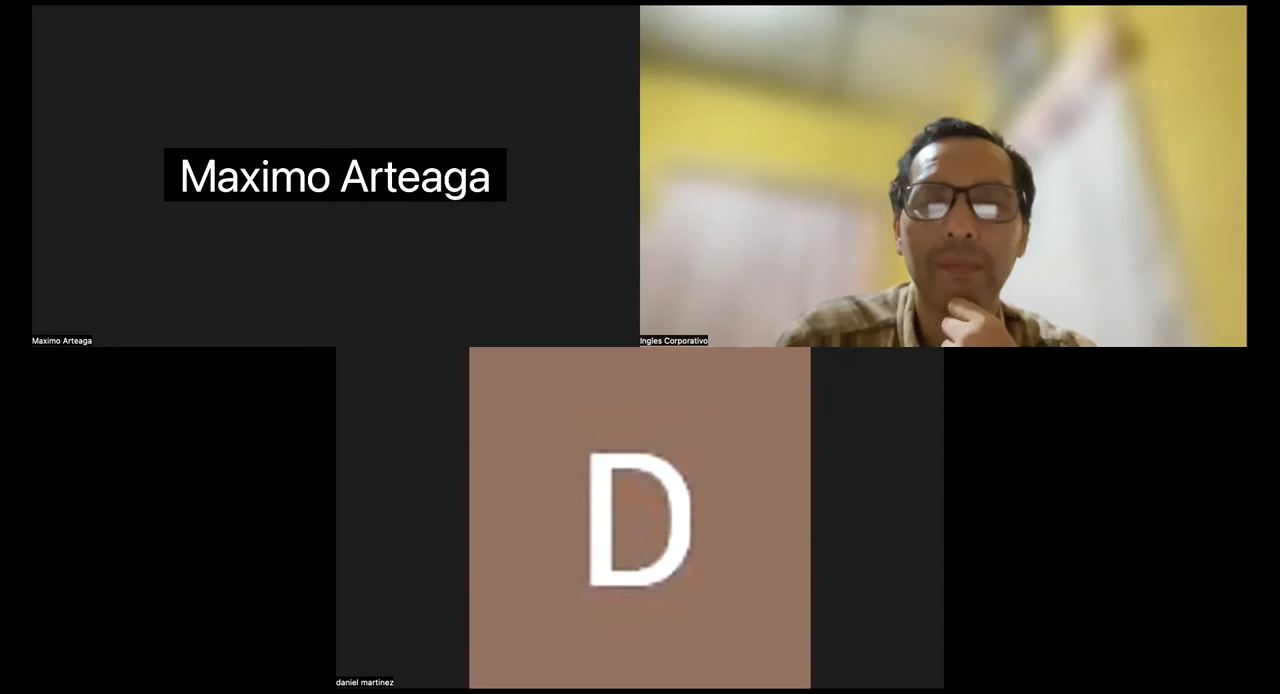 Maximo Arteaga
Maximo Arteaga
Ingles Corporativo
D
daniel martinez